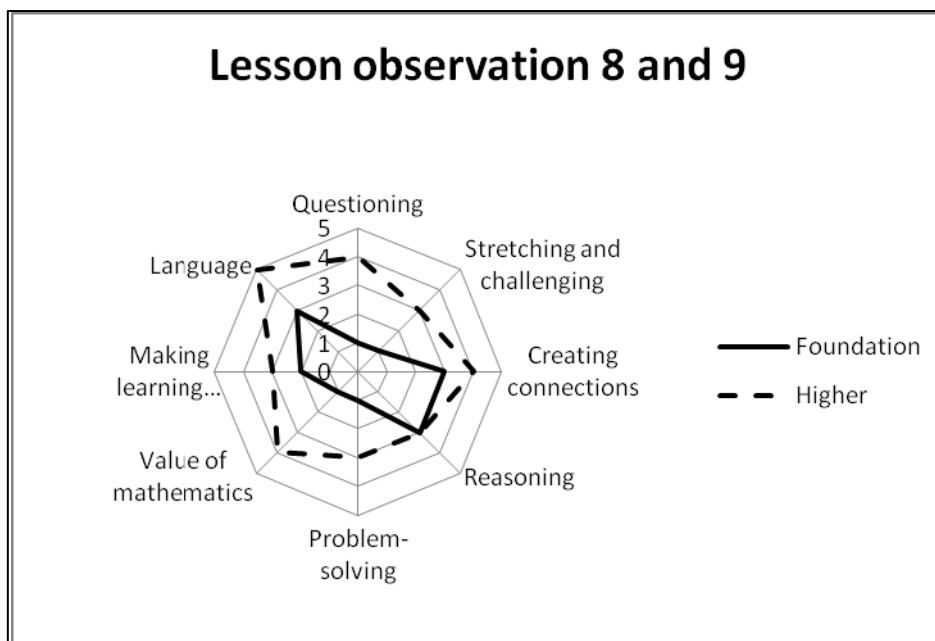 Lesson observation 8 and 9
Questioning
5
4
3
2
1
0
Stretching and
challenging
Creating
connections
Reasoning
Problem-
solving
Value of
mathematics
Making
learning...
Language
Foundation
Higher